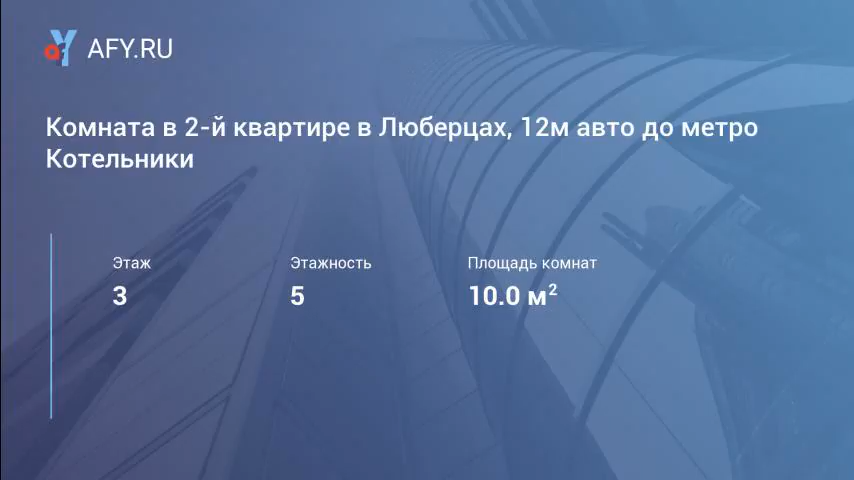 AFY.RU
Комната в 2-й квартире в Люберцах, 12м авто до метро
Котельники
Этаж
Этажность
Площадь комнат
3
5
10.0 м²